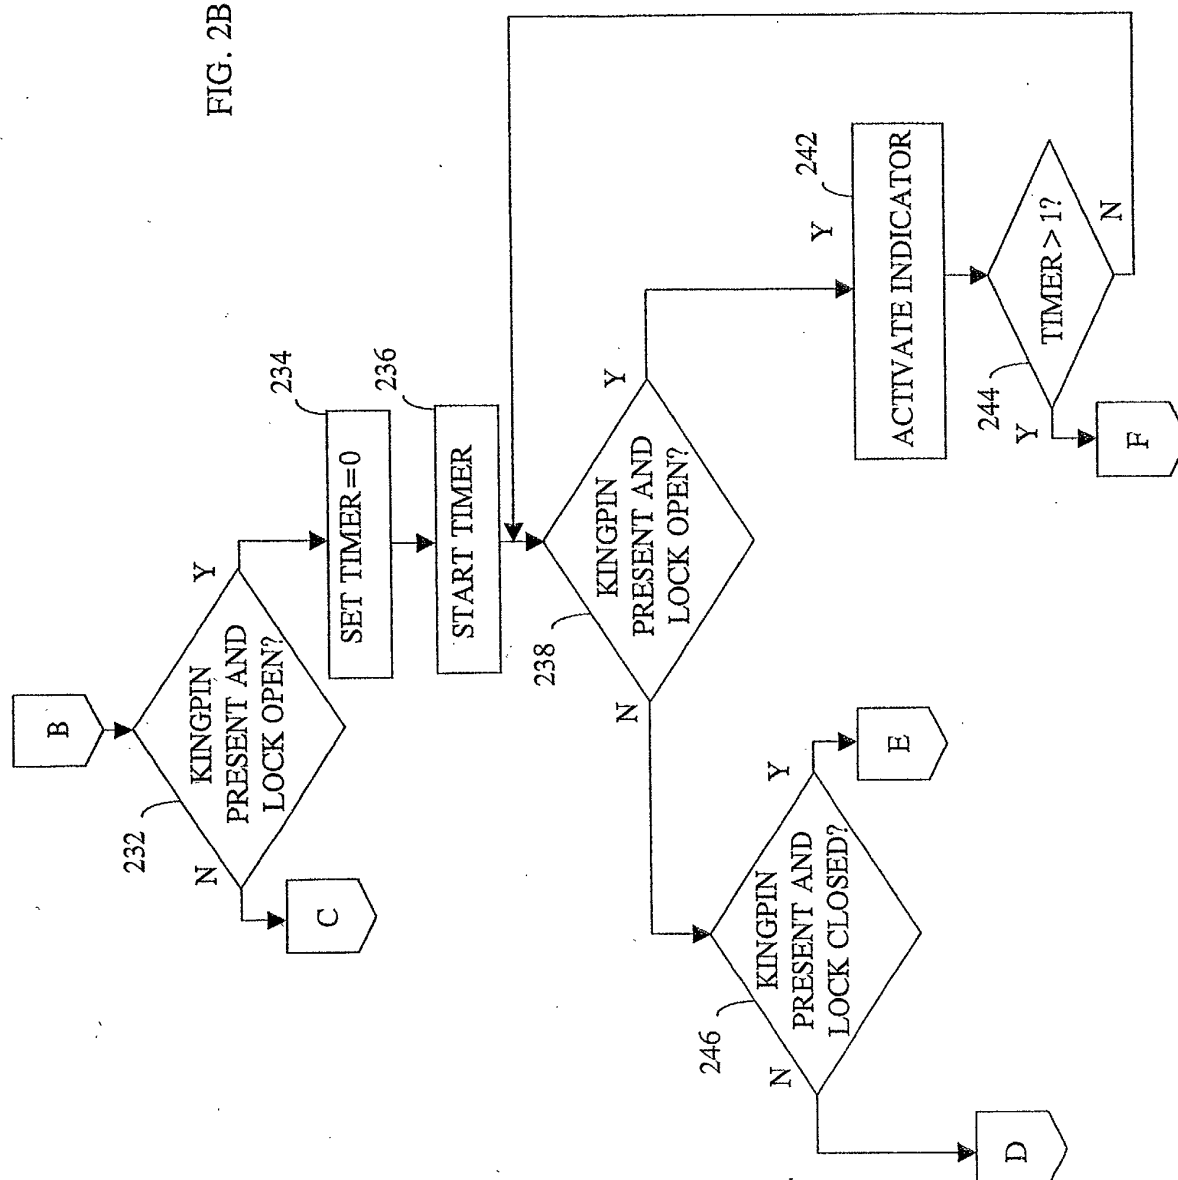 FIG. 2B
B
232
KINGPIN
PRESENT AND
LOCK OPEN?
N
Y
C
234
SET TIMER=0
236
START TIMER
238
KINGPIN
PRESENT AND
LOCK OPEN?
N
Y
246
KINGPIN
PRESENT AND
LOCK CLOSED?
N
Y
D
E
Y
242
ACTIVATE INDICATOR
244
TIMER > 1?
Y
N
F